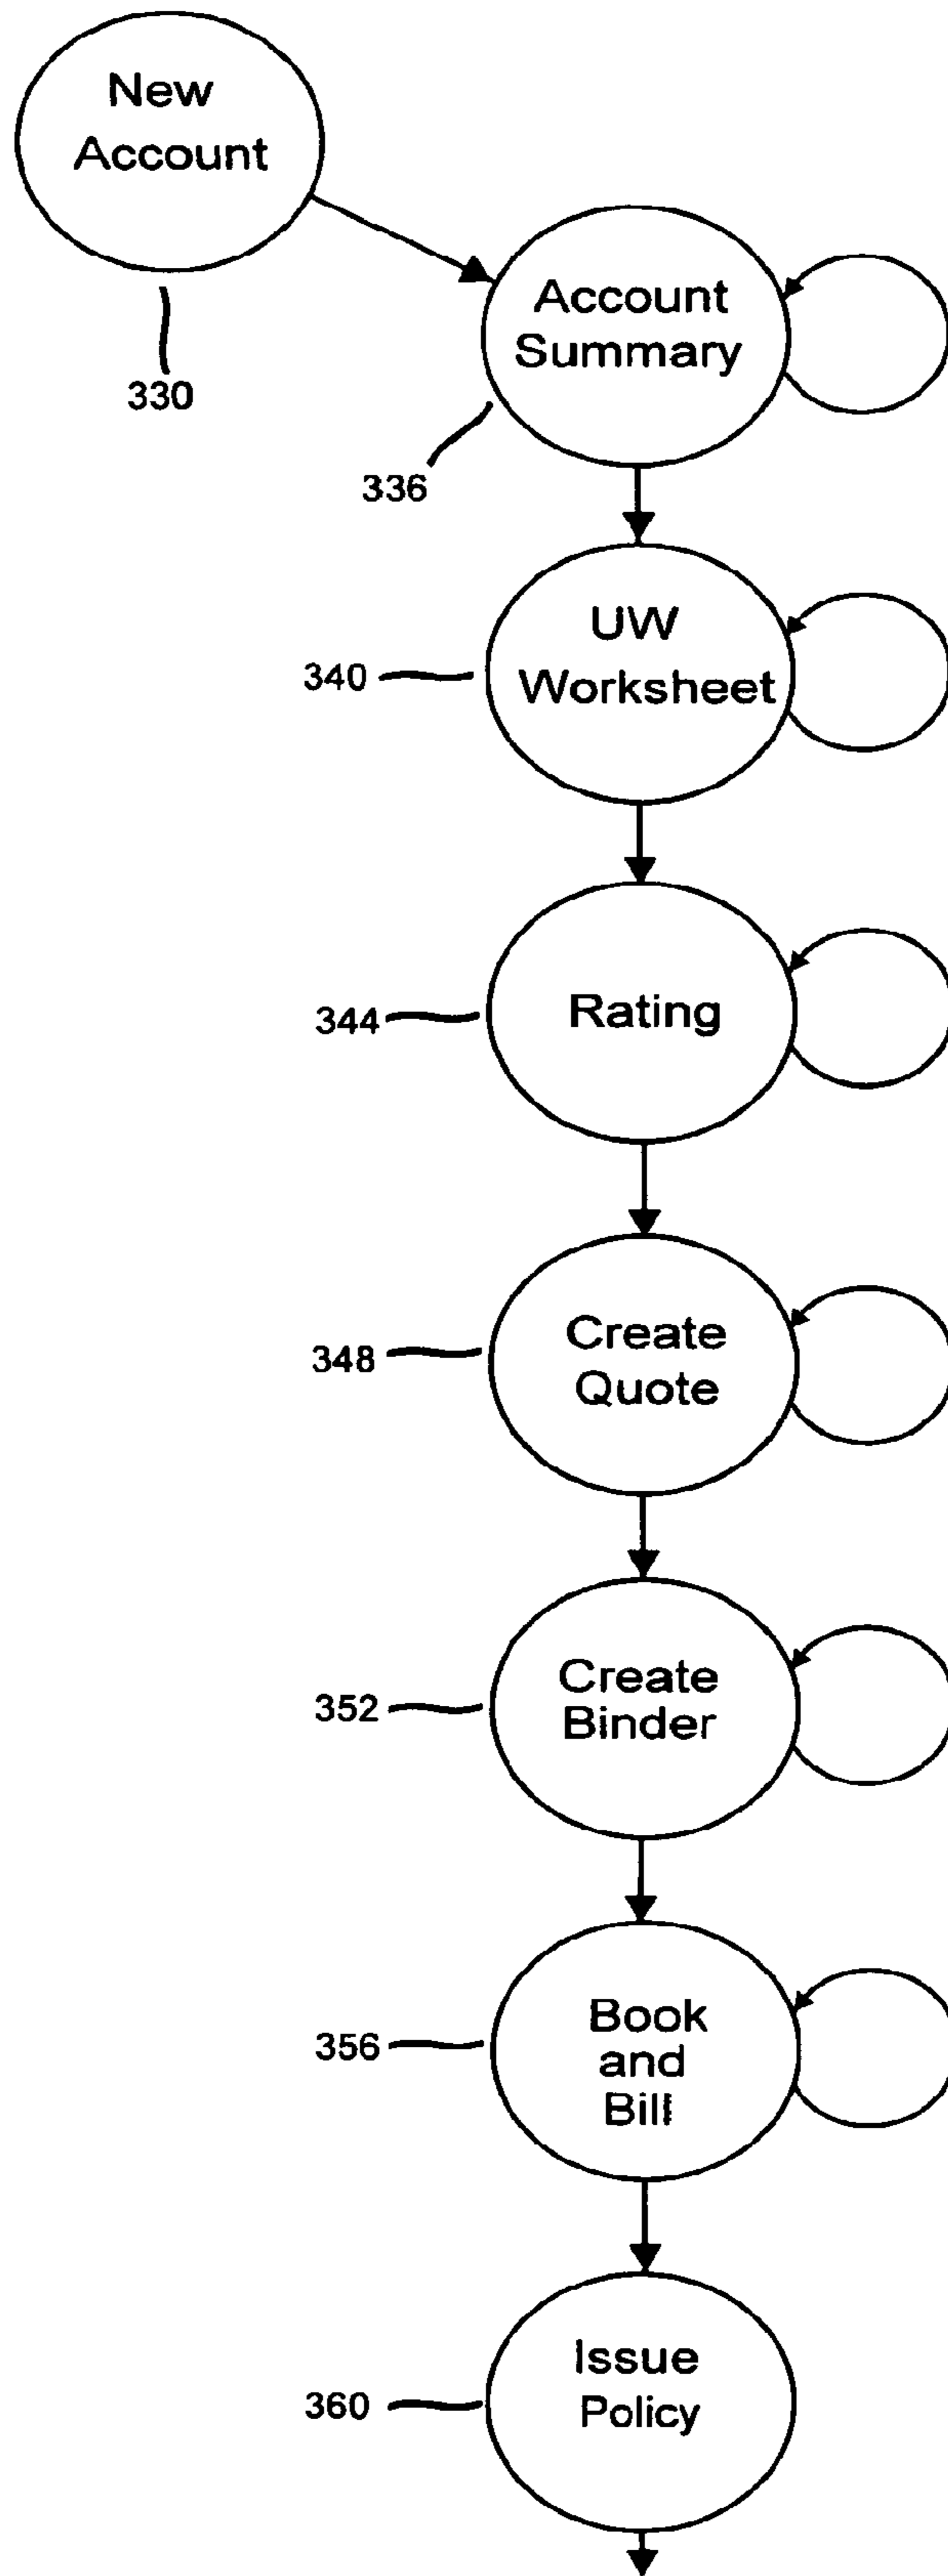 New
Account
330
Account
Summary
336
UW
Worksheet
340
Rating
344
Create
Quote
348
Create
Binder
352
Book
and
Bill
356
Issue
Policy
360